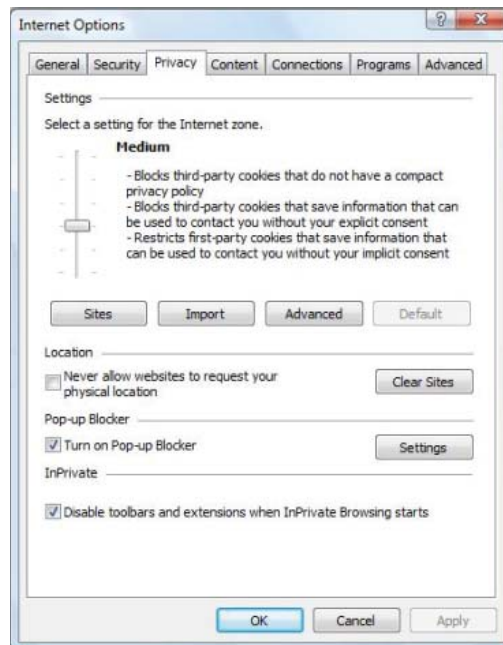 Internet Options
General Security Privacy Content Connections Programs Advanced
Settings
Select a setting for the Internet zone.
Medium
- Blocks third-party cookies that do not have a compact
privacy policy
- Blocks third-party cookies that save information that can
be used to contact you without your explicit consent
- Restricts first-party cookies that save information that
can be used to contact you without your implicit consent
Sites Import Advanced Default
Location
Never allow websites to request your
physical location
Clear Sites
Pop-up Blocker
Turn on Pop-up Blocker
Settings
InPrivate
Disable toolbars and extensions when InPrivate Browsing starts
OK Cancel Apply